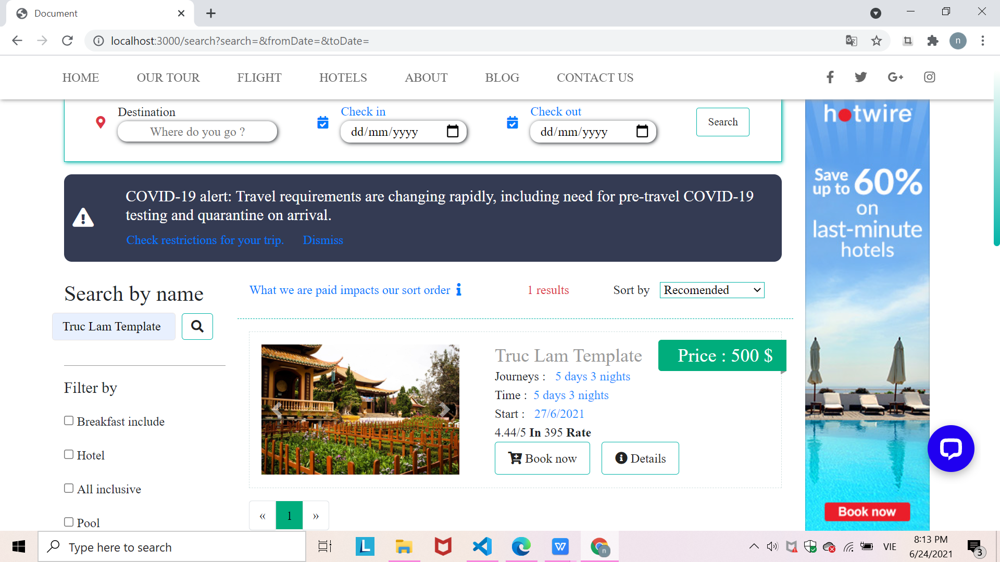 Document
localhost:3000/search?search=&fromDate=&toDate=
n
HOME OUR TOUR FLIGHT HOTELS ABOUT BLOG CONTACT US
Destination
Where do you go ?
Check in
dd/mm/yyyy
Check out
dd/mm/yyyy
Search
COVID-19 alert: Travel requirements are changing rapidly, including need for pre-travel COVID-19
testing and quarantine on arrival.
Check restrictions for your trip. Dismiss
Search by name
Truc Lam Template
Filter by
Breakfast include
Hotel
All inclusive
Pool
What we are paid impacts our sort order
1 results
Sort by Recomended
Truc Lam Template
Price : 500 $
Journeys : 5 days 3 nights
Time : 5 days 3 nights
Start : 27/6/2021
4.44/5 In 395 Rate
Book now Details
« 1 »
hotwire
Save
up to 60%
on
last-minute
hotels
Book now
Type here to search
L
W
n
VIE
8:13 PM
6/24/2021
3